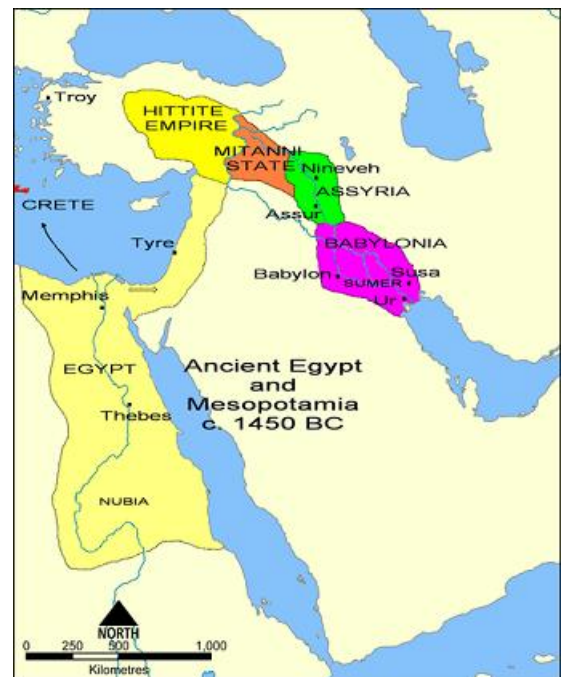 Troy
HITTITE
EMPIRE
MITANNI
STATE
Nineveh
ASSYRIA
Assur
CRETE
Tyre
BABYLONIA
Babylon
Susa
SUMER
Ur
Memphis
EGYPT
Ancient Egypt
and
Mesopotamia
c. 1450 BC
Thebes
NUBIA
NORTH
0 250 500 1,000
Kilometres